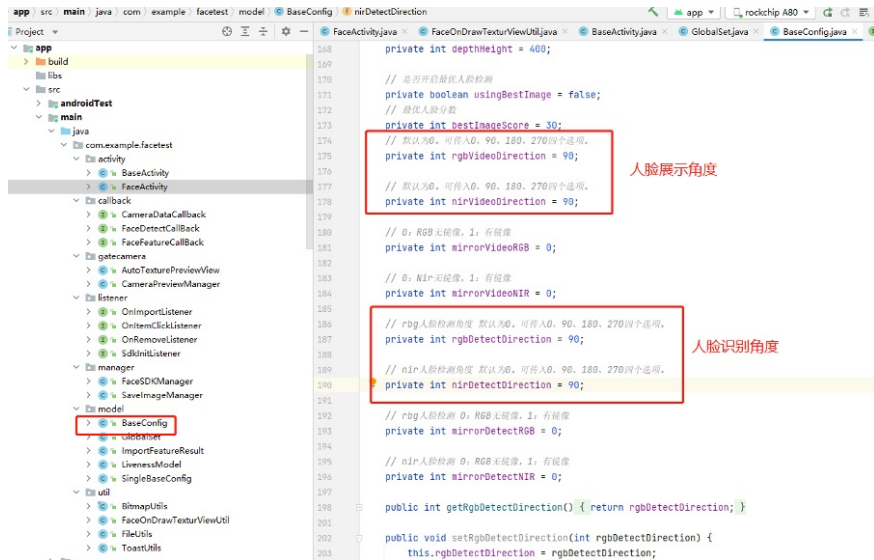 app > src > main > java > com > example > facetest > model > BaseConfig > nirDetectDirection
app
rockchip A80
Project
FaceActivity.java
FaceOnDrawTexturViewUtil.java
BaseActivity.java
GlobalSet.java
BaseConfig.java
app
build
libs
src
androidTest
main
java
com.example.facetest
activity
BaseActivity
FaceActivity
callback
CameraDataCallback
FaceDetectCallBack
FaceFeatureCallBack
gatecamera
AutoTexturePreviewView
CameraPreviewManager
listener
OnImportListener
OnItemClickListener
OnRemoveListener
SdkInitListener
manager
FaceSDKManager
SaveImageManager
model
BaseConfig
GlobalSet
ImportFeatureResult
LivenessModel
SingleBaseConfig
util
BitmapUtils
FaceOnDrawTexturViewUtil
FileUtils
ToastUtils
168 private int depthHeight = 400;
169
170 // 是否开启最优人脸检测
171 private boolean usingBestImage = false;
172 // 最优人脸分数
173 private int bestImageScore = 30;
174 // 默认为0。可传入0、90、180、270四个选项。
175 private int rgbVideoDirection = 90;
176
177 // 默认为0。可传入0、90、180、270四个选项。
178 private int nirVideoDirection = 90;
179
人脸展示角度
180 // 0：RGB无镜像，1：有镜像
181 private int mirrorVideoRGB = 0;
182
183 // 0：Nir无镜像，1：有镜像
184 private int mirrorVideoNIR = 0;
185
186 // rbg人脸检测角度 默认为0。可传入0、90、180、270四个选项。
187 private int rgbDetectDirection = 90;
188
189 // nir人脸检测角度 默认为0。可传入0、90、180、270四个选项。
190 private int nirDetectDirection = 90;
191
人脸识别角度
192 // rbg人脸检测 0：RGB无镜像，1：有镜像
193 private int mirrorDetectRGB = 0;
194
195 // nir人脸检测 0：RGB无镜像，1：有镜像
196 private int mirrorDetectNIR = 0;
197
198 public int getRgbDetectDirection() { return rgbDetectDirection; }
201
202 public void setRgbDetectDirection(int rgbDetectDirection) {
203 this.rgbDetectDirection = rgbDetectDirection;